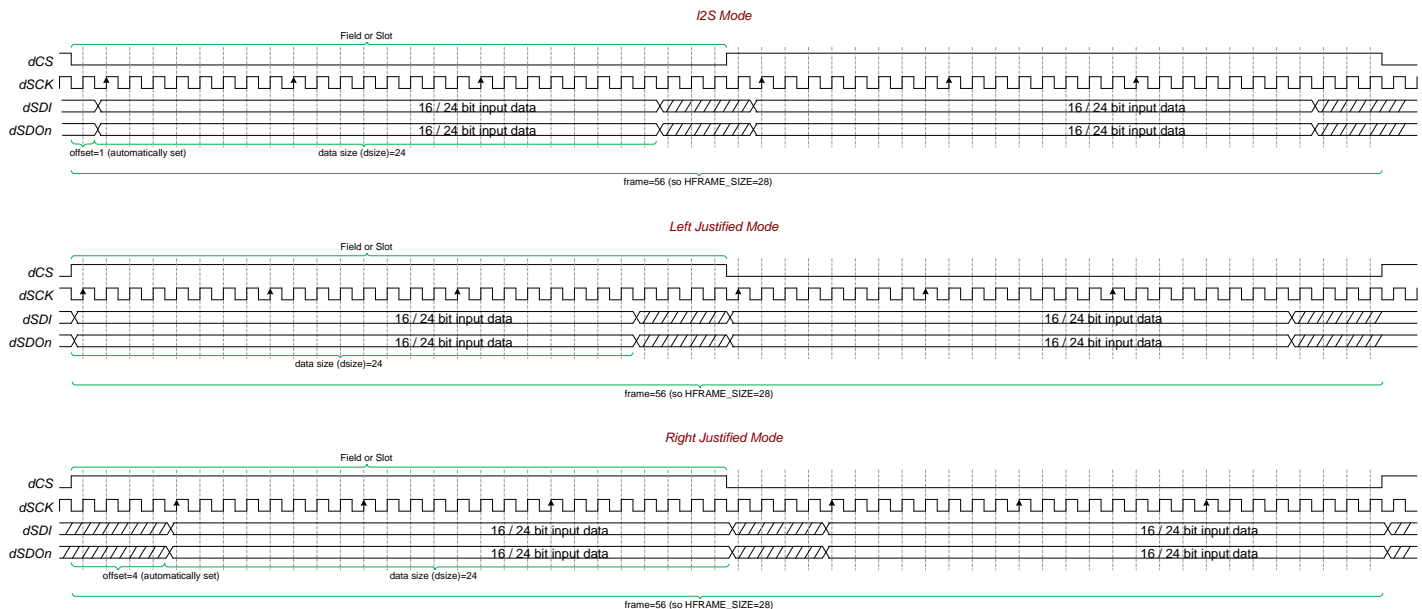 I2S Mode
Field or Slot
dCS
dSCK
dSDI 16 / 24 bit input data 16 / 24 bit input data
dSDOn 16 / 24 bit input data 16 / 24 bit input data
offset=1 (automatically set) data size (dsize)=24
frame=56 (so HFRAME_SIZE=28)
Left Justified Mode
Field or Slot
dCS
dSCK
dSDI 16 / 24 bit input data 16 / 24 bit input data
dSDOn 16 / 24 bit input data 16 / 24 bit input data
data size (dsize)=24
frame=56 (so HFRAME_SIZE=28)
Right Justified Mode
Field or Slot
dCS
dSCK
dSDI 16 / 24 bit input data 16 / 24 bit input data
dSDOn 16 / 24 bit input data 16 / 24 bit input data
offset=4 (automatically set) data size (dsize)=24
frame=56 (so HFRAME_SIZE=28)